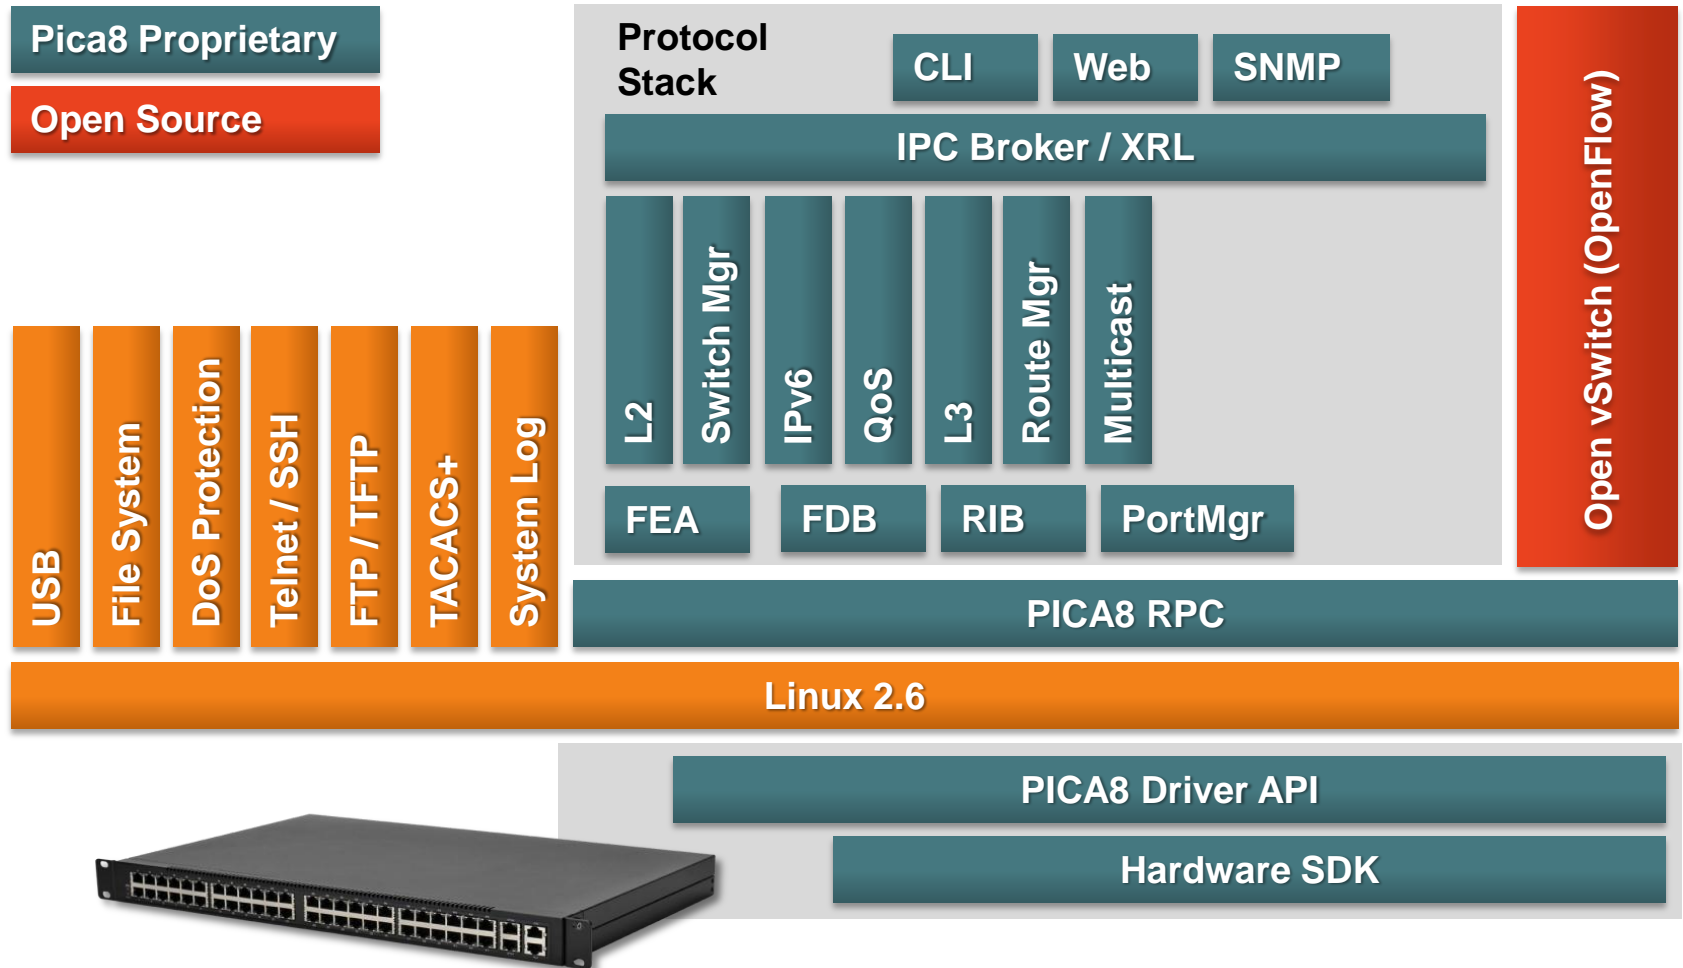 Pica8 Proprietary
Open Source
Protocol
Stack
CLI
Web
SNMP
IPC Broker / XRL
L2
Switch Mgr
IPv6
QoS
L3
Route Mgr
Multicast
FEA
FDB
RIB
PortMgr
Open vSwitch (OpenFlow)
USB
File System
DoS Protection
Telnet / SSH
FTP / TFTP
TACACS+
System Log
PICA8 RPC
Linux 2.6
PICA8 Driver API
Hardware SDK